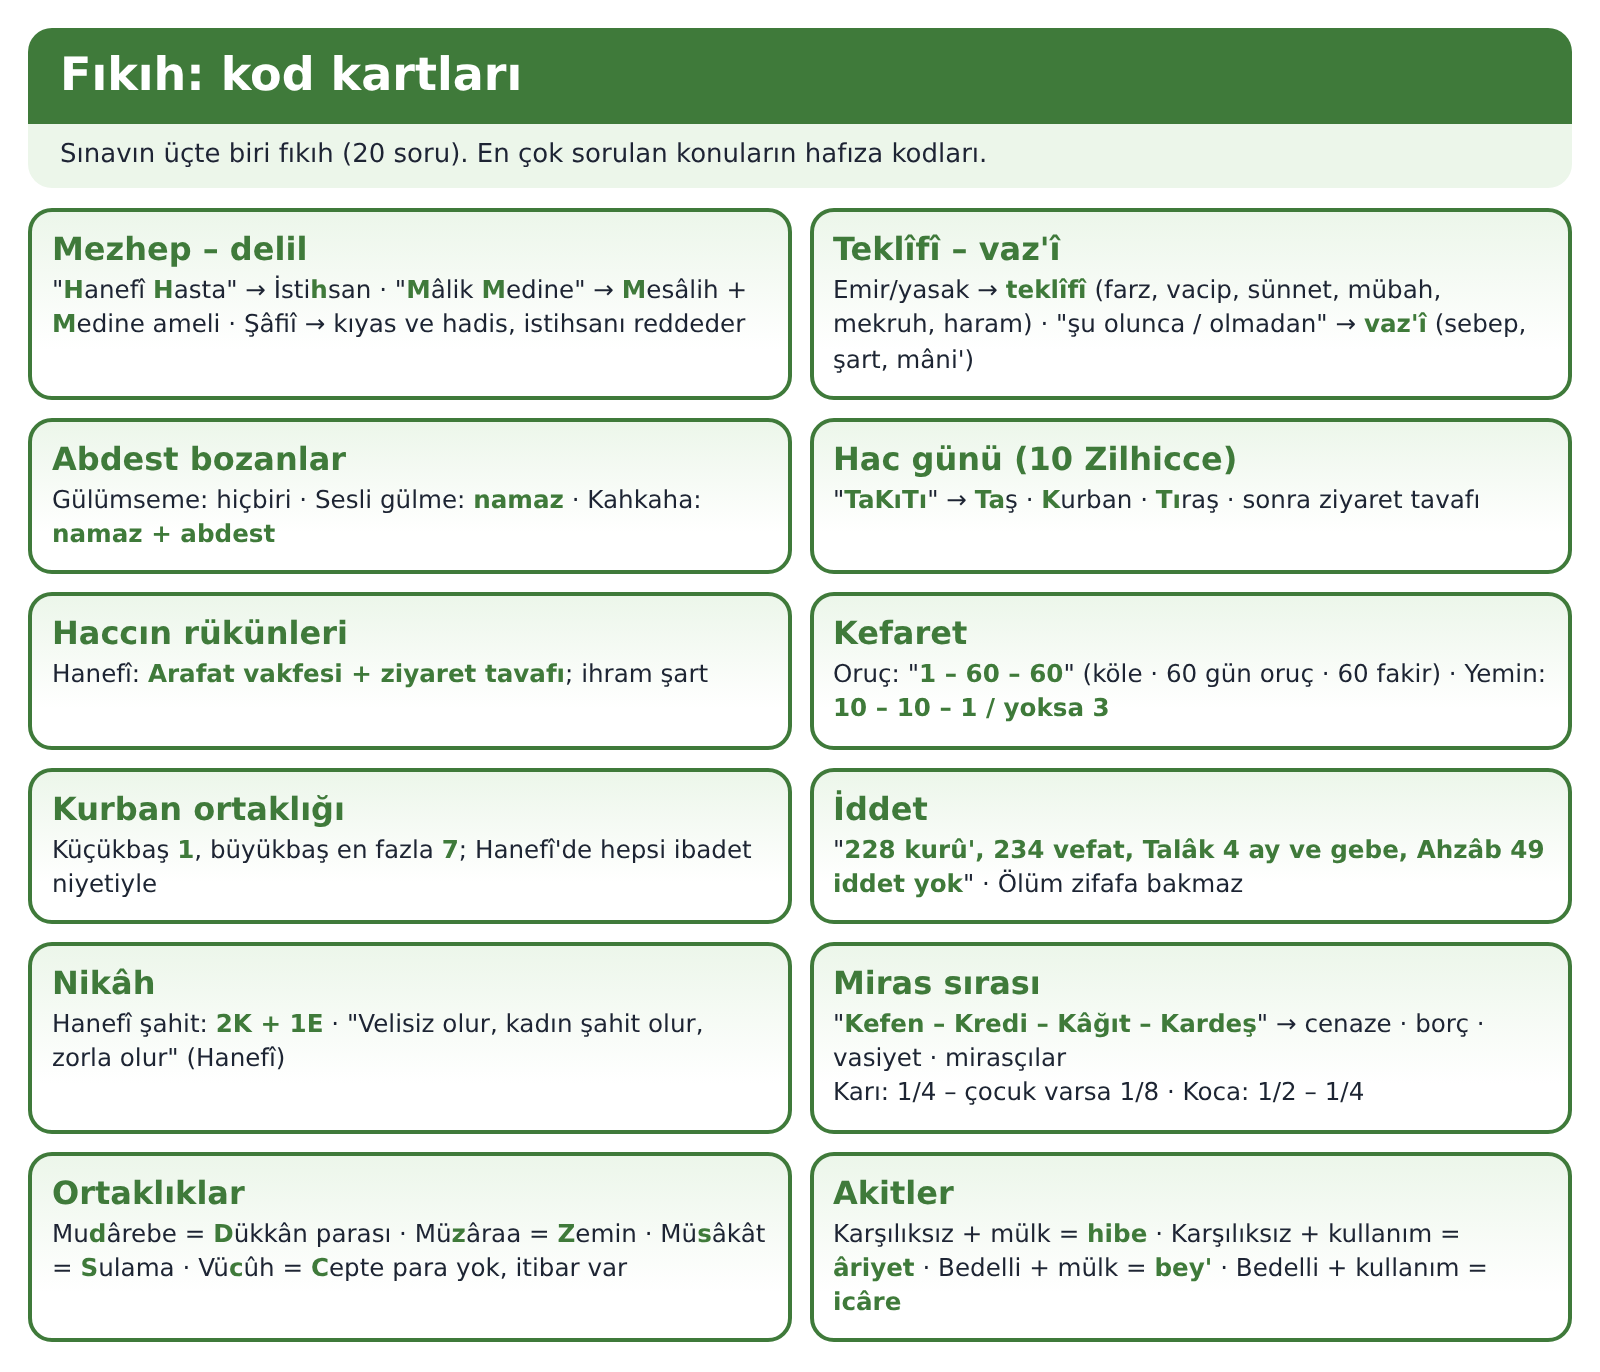 Fıkıh: kod kartları
Sınavın üçte biri fıkıh (20 soru). En çok sorulan konuların hafıza kodları.
Mezhep – delil
"Hanefî Hasta" → İstihsan · "Mâlik Medine" → Mesâlih +
Medine ameli · Şâfiî → kıyas ve hadis, istihsanı reddeder
Teklîfî – vaz'î
Emir/yasak → teklîfî (farz, vacip, sünnet, mübah,
mekruh, haram) · "şu olunca / olmadan" → vaz'î (sebep,
şart, mâni')
Abdest bozanlar
Gülümseme: hiçbiri · Sesli gülme: namaz · Kahkaha:
namaz + abdest
Hac günü (10 Zilhicce)
"TaKıTı" → Taş · Kurban · Tıraş · sonra ziyaret tavafı
Haccın rükünleri
Hanefî: Arafat vakfesi + ziyaret tavafı; ihram şart
Kefaret
Oruç: "1 – 60 – 60" (köle · 60 gün oruç · 60 fakir) · Yemin:
10 – 10 – 1 / yoksa 3
Kurban ortaklığı
Küçükbaş 1, büyükbaş en fazla 7; Hanefî'de hepsi ibadet
niyetiyle
İddet
"228 kurû', 234 vefat, Talâk 4 ay ve gebe, Ahzâb 49
iddet yok" · Ölüm zifafa bakmaz
Nikâh
Hanefî şahit: 2K + 1E · "Velisiz olur, kadın şahit olur,
zorla olur" (Hanefî)
Miras sırası
"Kefen – Kredi – Kâğıt – Kardeş" → cenaze · borç ·
vasiyet · mirasçılar
Karı: 1/4 – çocuk varsa 1/8 · Koca: 1/2 – 1/4
Ortaklıklar
Mudârebe = Dükkân parası · Müzâraa = Zemin · Müsâkât
= Sulama · Vücûh = Cepte para yok, itibar var
Akitler
Karşılıksız + mülk = hibe · Karşılıksız + kullanım =
âriyet · Bedelli + mülk = bey' · Bedelli + kullanım =
icâre